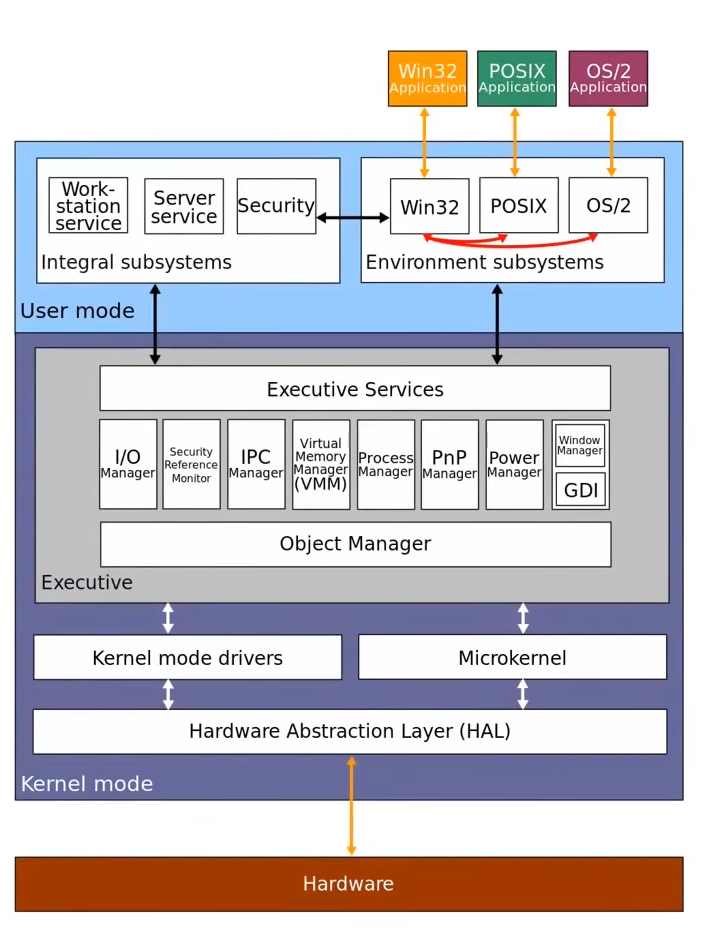 Win32
Application
POSIX
Application
OS/2
Application
Work-
station
service
Server
service
Security
Integral subsystems
Win32
POSIX
OS/2
Environment subsystems
User mode
Executive Services
I/O
Manager
Security
Reference
Monitor
IPC
Manager
Virtual
Memory
Manager
(VMM)
Process
Manager
PnP
Manager
Power
Manager
Window
Manager
GDI
Object Manager
Executive
Kernel mode drivers
Microkernel
Hardware Abstraction Layer (HAL)
Kernel mode
Hardware